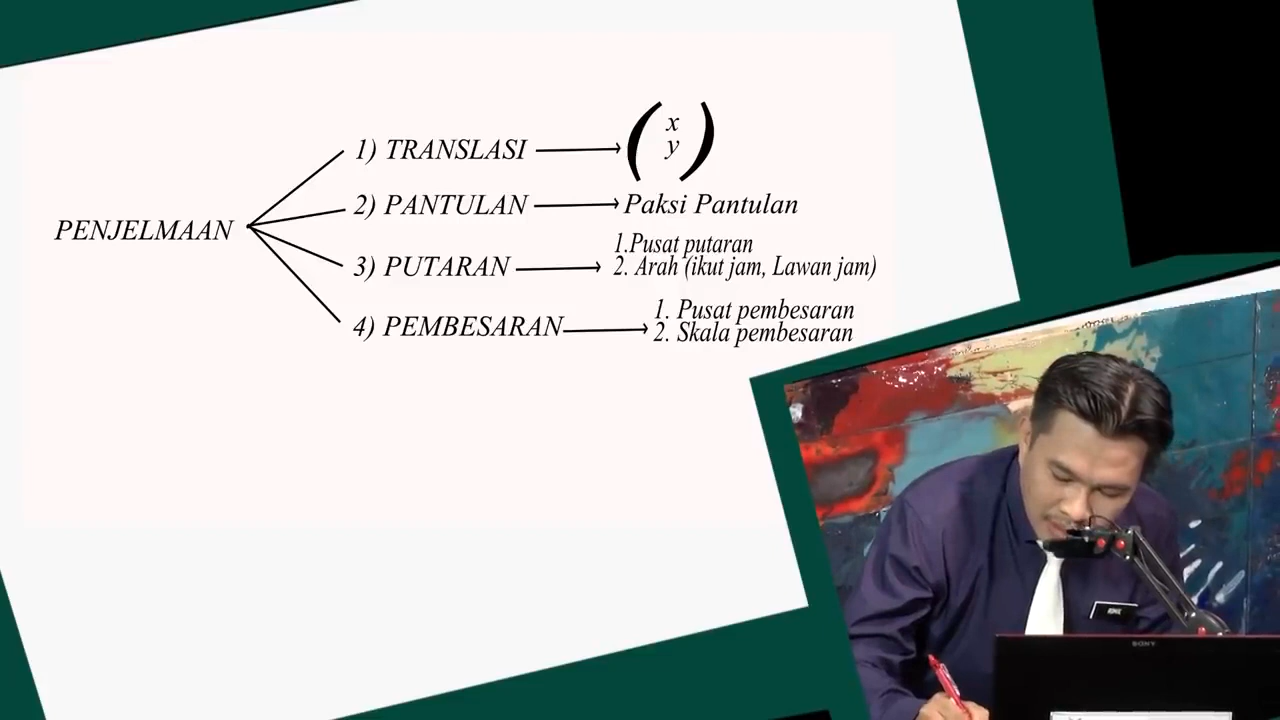 PENJELMAAN
1) TRANSLASI
( x
y )
2) PANTULAN
Paksi Pantulan
3) PUTARAN
1.Pusat putaran
2. Arah (ikut jam, Lawan jam)
4) PEMBESARAN
1. Pusat pembesaran
2. Skala pembesaran
SONY